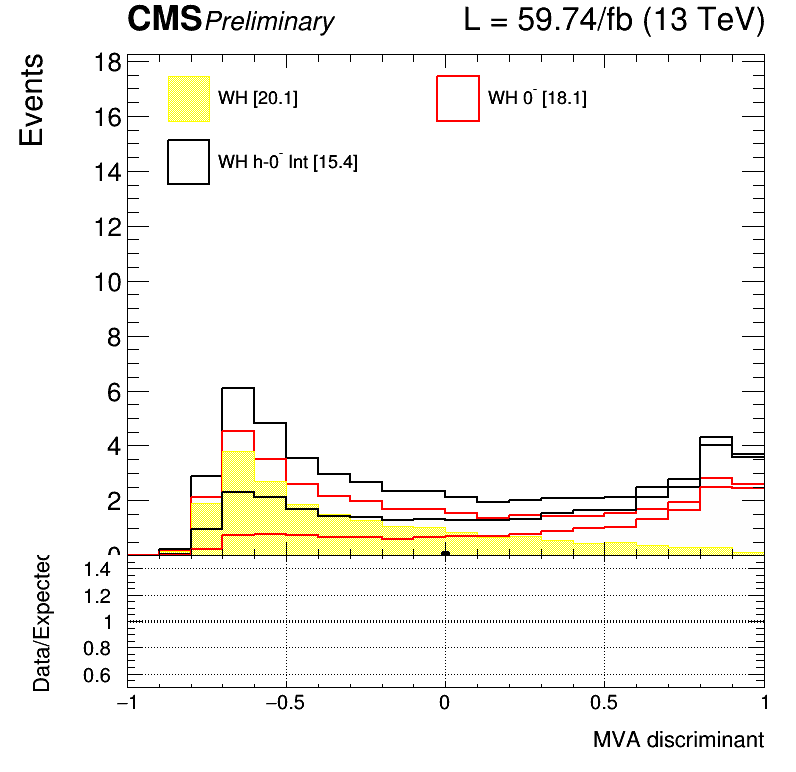 CMS Preliminary L = 59.74/fb (13 TeV)
Events
18
16
14
12
10
8
6
4
2
0
WH [20.1]
WH 0⁻ [18.1]
WH h-0⁻ Int [15.4]
Data/Expected
1.4
1.2
1
0.8
0.6
−1 −0.5 0 0.5 1
MVA discriminant